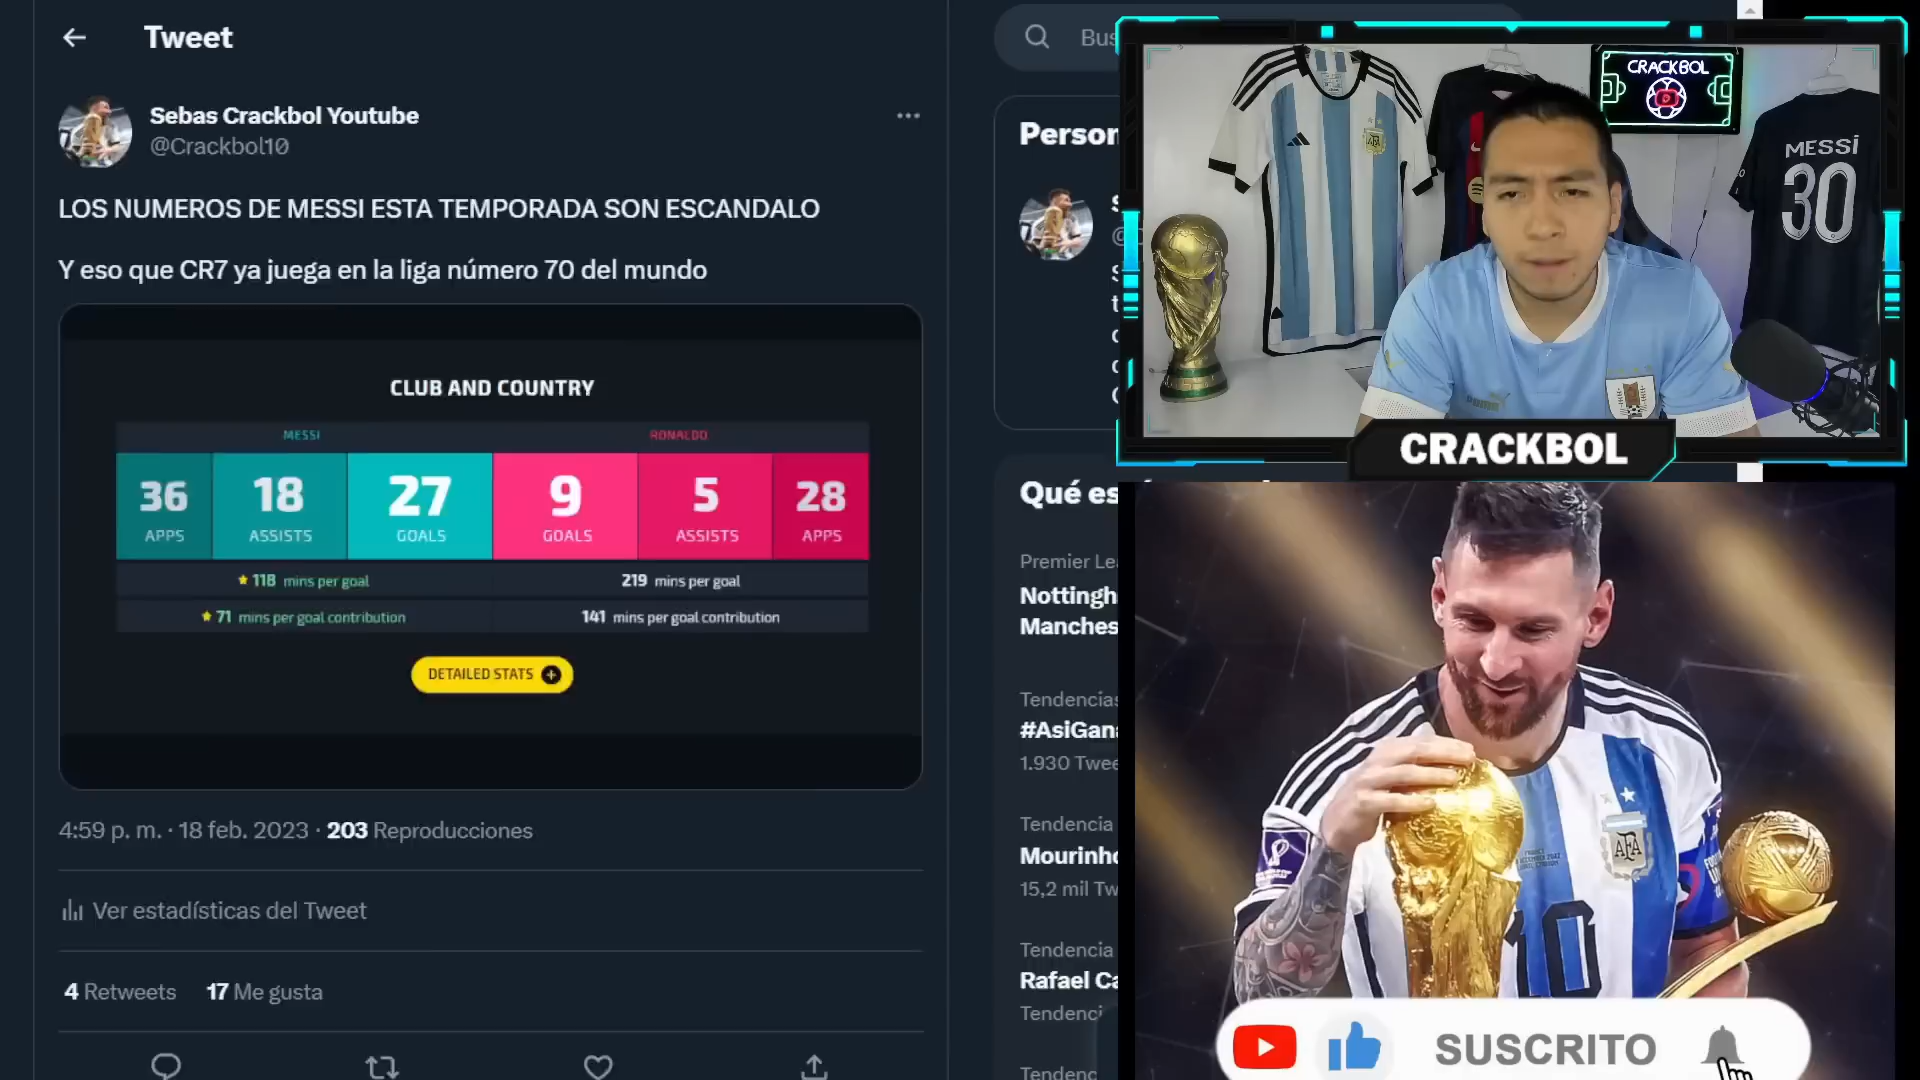 Tweet
Sebas Crackbol Youtube
@Crackbol10
LOS NUMEROS DE MESSI ESTA TEMPORADA SON ESCANDALO
Y eso que CR7 ya juega en la liga número 70 del mundo
CLUB AND COUNTRY
MESSI RONALDO
36 18 27 9 5 28
APPS ASSISTS GOALS GOALS ASSISTS APPS
118 mins per goal 219 mins per goal
71 mins per goal contribution 141 mins per goal contribution
DETAILED STATS
4:59 p. m. · 18 feb. 2023 · 203 Reproducciones
Ver estadísticas del Tweet
4 Retweets 17 Me gusta
Bus
Person
Qué es
Premier Le
Nottingh
Manches
Tendencias
#AsiGana
1.930 Twee
Tendencia
Mourinho
15,2 mil Tw
Tendencia
Rafael Ca
Tendenci
Tendenc
CRACKBOL
MESSI
30
AFA
CRACKBOL
AFA
10
SUSCRITO